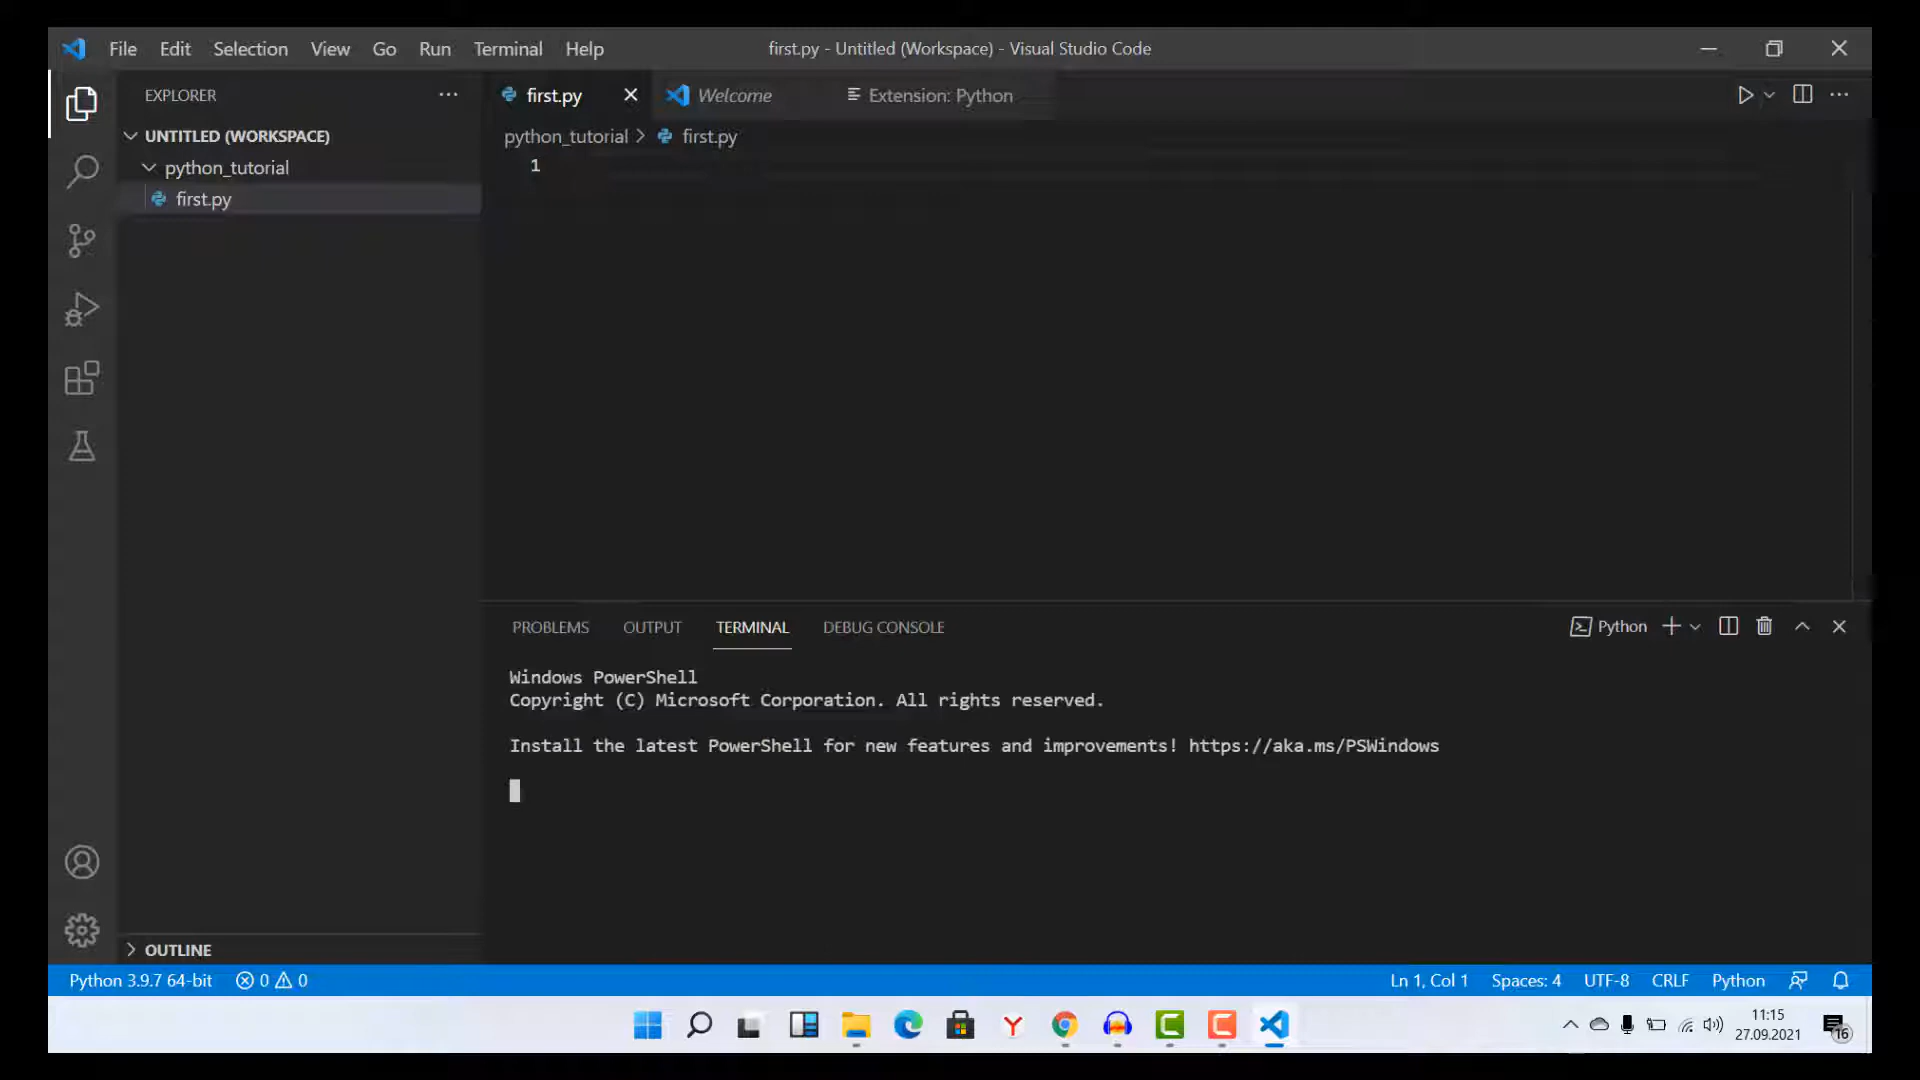 File Edit Selection View Go Run Terminal Help
first.py - Untitled (Workspace) - Visual Studio Code
EXPLORER
first.py
Welcome
Extension: Python
UNTITLED (WORKSPACE)
python_tutorial > first.py
python_tutorial
first.py
1
PROBLEMS OUTPUT TERMINAL DEBUG CONSOLE
Python
Windows PowerShell
Copyright (C) Microsoft Corporation. All rights reserved.
Install the latest PowerShell for new features and improvements! https://aka.ms/PSWindows
OUTLINE
Python 3.9.7 64-bit 0 0
Ln 1, Col 1 Spaces: 4 UTF-8 CRLF Python
11:15
27.09.2021
16